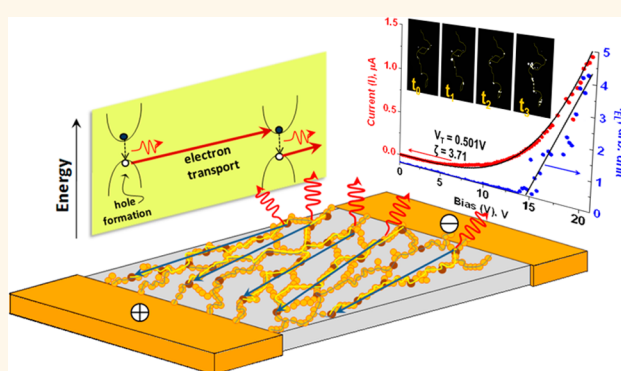 Energy
electron
transport
hole
formation
t0
t1
t2
t3
Current (I), μA
1.5
1.0
0.5
0.0
VT = 0.501V
ζ = 3.71
0
5
10
15
20
Bias (V), V
5
4
3
2
1
0
⊖
⊕